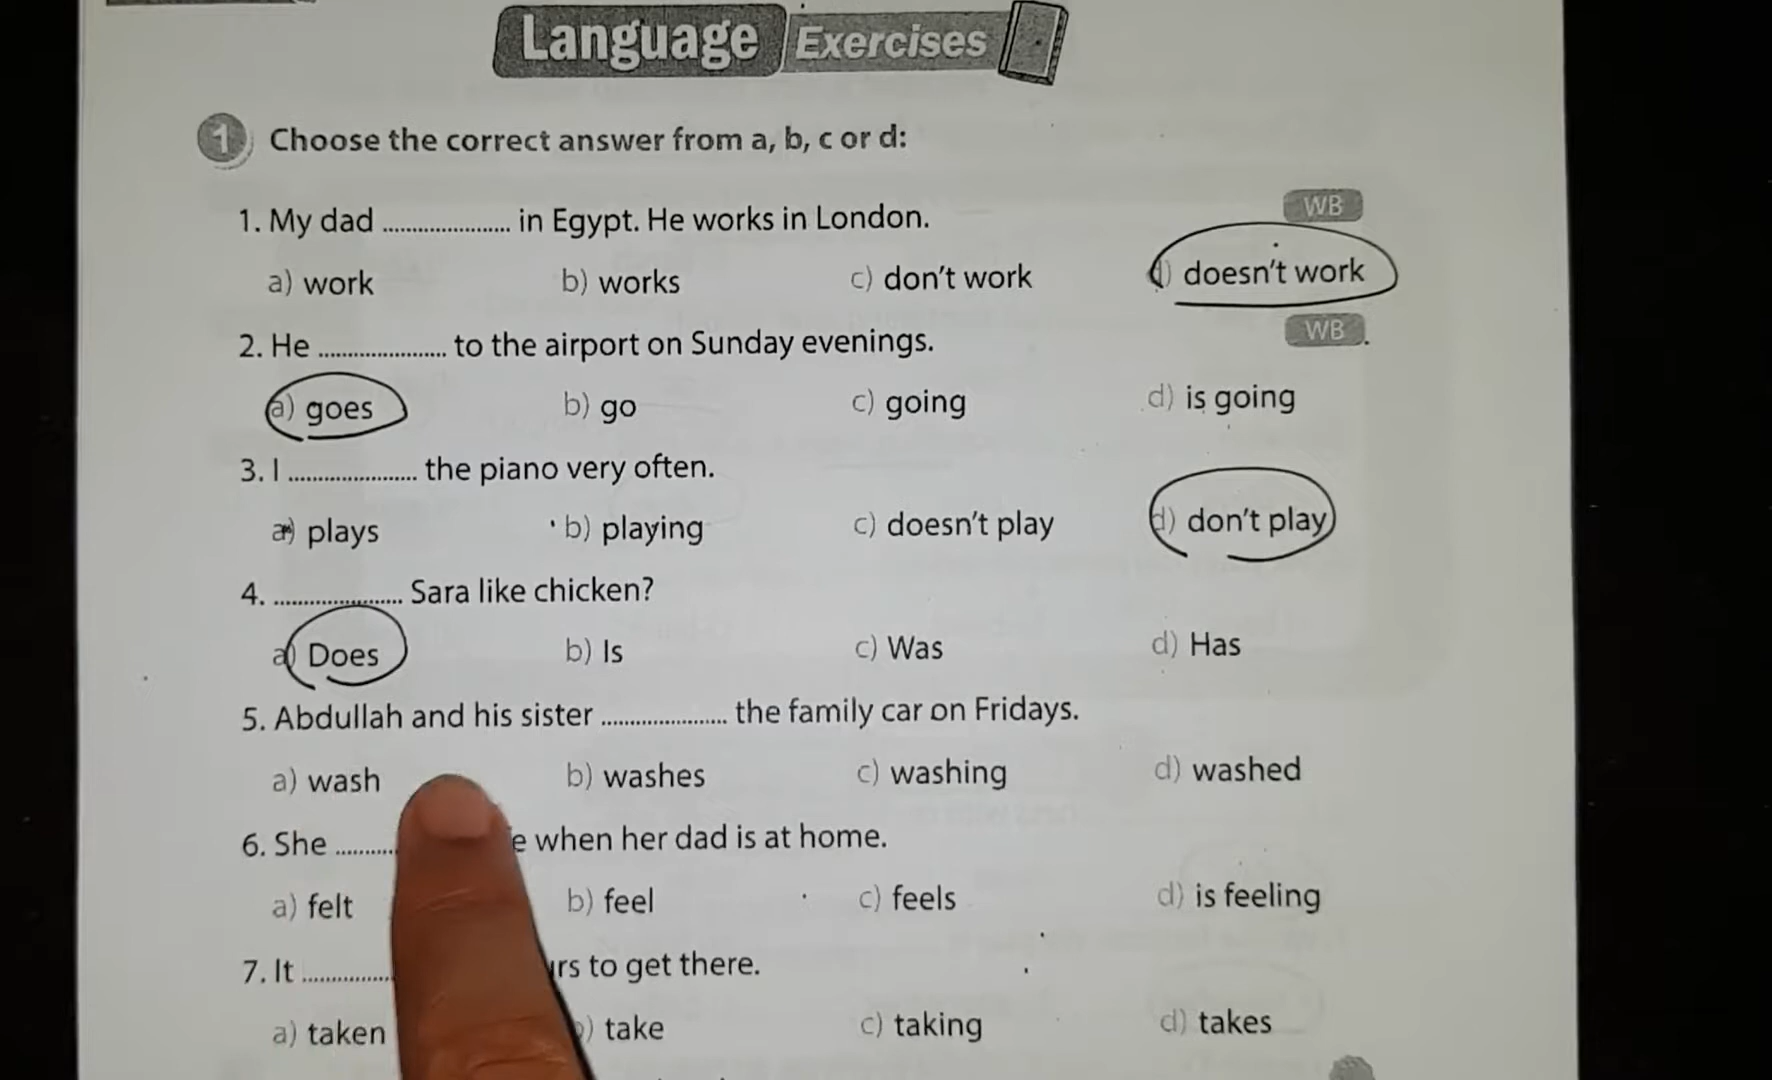 Language Exercises
1 Choose the correct answer from a, b, c or d:
WB
1. My dad ...................... in Egypt. He works in London.
a) work b) works c) don't work d) doesn't work
WB
2. He ...................... to the airport on Sunday evenings.
a) goes b) go c) going d) is going
3. I ...................... the piano very often.
a) plays b) playing c) doesn't play d) don't play
4. ...................... Sara like chicken?
a) Does b) Is c) Was d) Has
5. Abdullah and his sister ...................... the family car on Fridays.
a) wash b) washes c) washing d) washed
6. She .......... when her dad is at home.
a) felt b) feel c) feels d) is feeling
7. It .............. to get there.
a) taken b) take c) taking d) takes